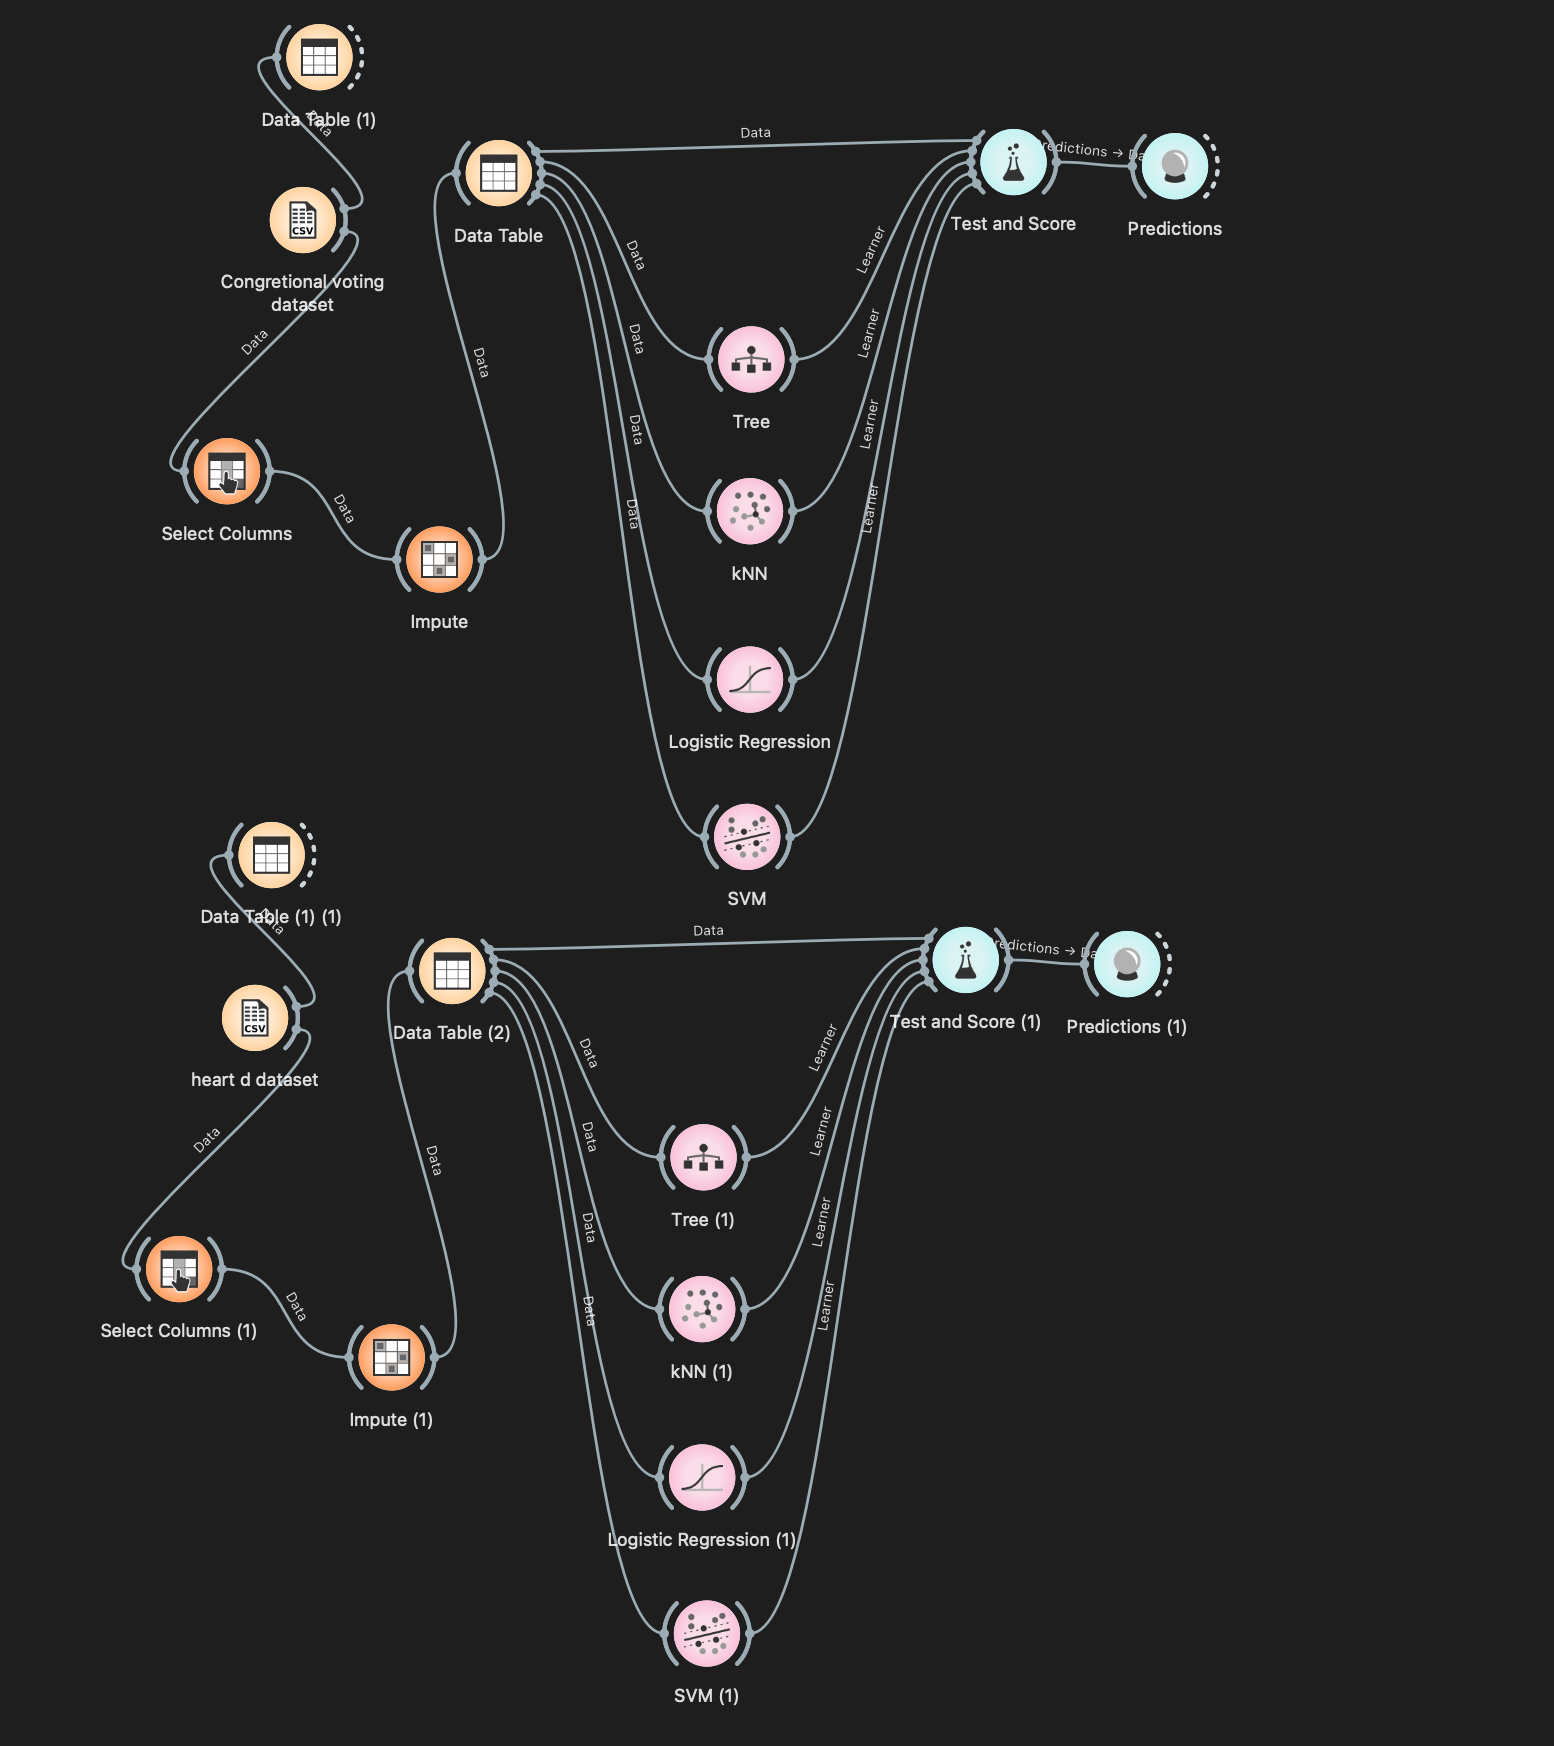 Data Table (1)
Data
CSV
Congretional voting
dataset
Data
Select Columns
Data
Impute
Data
Data Table
Data
Data
Data
Data
Data
Tree
kNN
Logistic Regression
SVM
Learner
Learner
Learner
Learner
Test and Score
redictions → Da
Predictions
Data Table (1) (1)
Data
CSV
heart d dataset
Data
Select Columns (1)
Data
Impute (1)
Data
Data Table (2)
Data
Data
Data
Data
Data
Tree (1)
kNN (1)
Logistic Regression (1)
SVM (1)
Learner
Learner
Learner
Learner
Test and Score (1)
redictions → Da
Predictions (1)